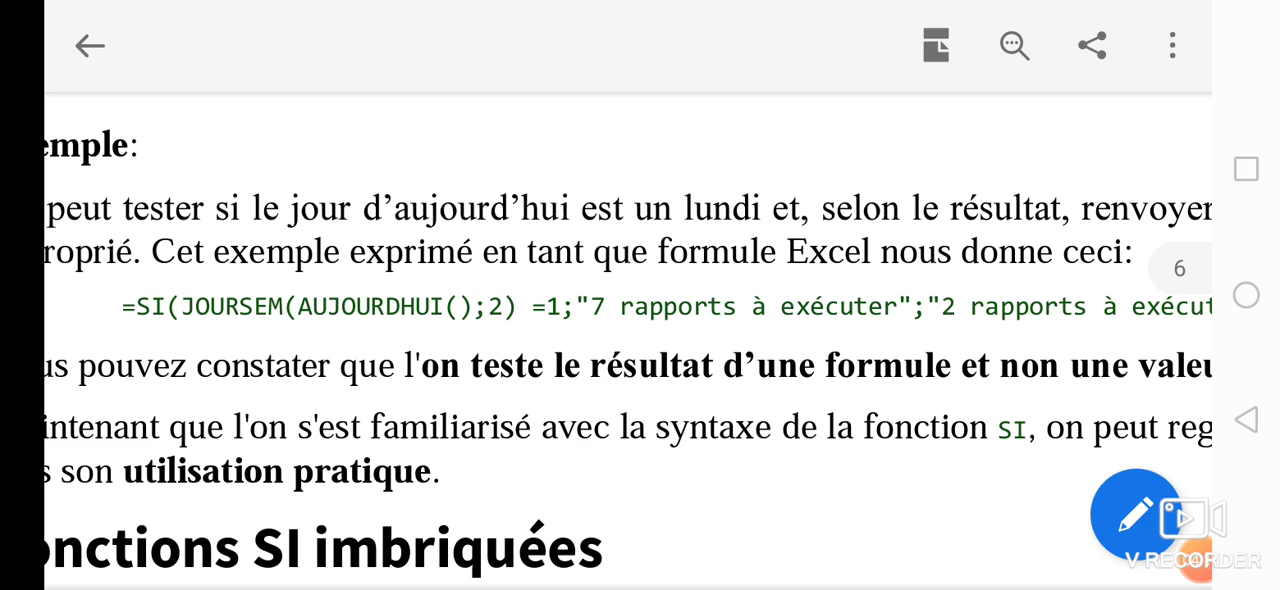 emple:
peut tester si le jour d’aujourd’hui est un lundi et, selon le résultat, renvoyer
roprié. Cet exemple exprimé en tant que formule Excel nous donne ceci:
6
=SI(JOURSEM(AUJOURDHUI();2) =1;"7 rapports à exécuter";"2 rapports à exécut
us pouvez constater que l'on teste le résultat d’une formule et non une valeu
intenant que l'on s'est familiarisé avec la syntaxe de la fonction SI, on peut reg
s son utilisation pratique.
onctions SI imbriquées
V RECORDER